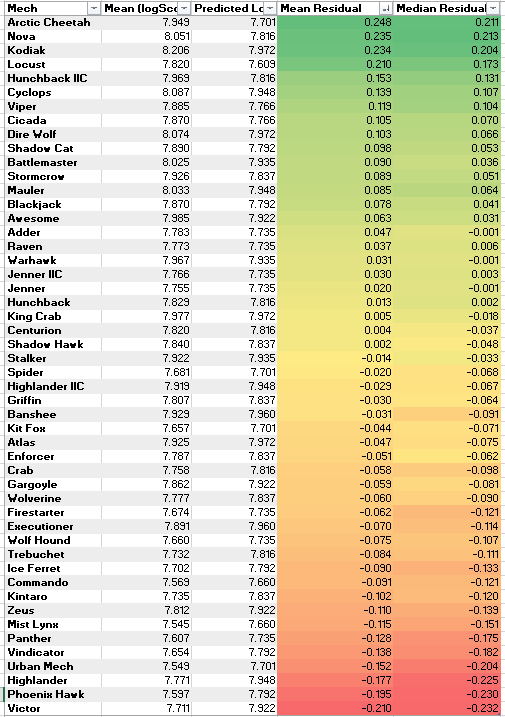 Mech Mean (logSco Predicted Lo Mean Residual Median Residual
Arctic Cheetah 7.949 7.701 0.248 0.211
Nova 8.051 7.816 0.235 0.213
Kodiak 8.206 7.972 0.234 0.204
Locust 7.820 7.609 0.210 0.173
Hunchback IIC 7.969 7.816 0.153 0.131
Cyclops 8.087 7.948 0.139 0.107
Viper 7.885 7.766 0.119 0.104
Cicada 7.870 7.766 0.105 0.070
Dire Wolf 8.074 7.972 0.103 0.066
Shadow Cat 7.890 7.792 0.098 0.053
Battlemaster 8.025 7.935 0.090 0.036
Stormcrow 7.926 7.837 0.089 0.051
Mauler 8.033 7.948 0.085 0.064
Blackjack 7.870 7.792 0.078 0.041
Awesome 7.985 7.922 0.063 0.031
Adder 7.783 7.735 0.047 -0.001
Raven 7.773 7.735 0.037 0.006
Warhawk 7.967 7.935 0.031 -0.001
Jenner IIC 7.766 7.735 0.030 0.003
Jenner 7.755 7.735 0.020 -0.001
Hunchback 7.829 7.816 0.013 0.002
King Crab 7.977 7.972 0.005 -0.018
Centurion 7.820 7.816 0.004 -0.037
Shadow Hawk 7.840 7.837 0.002 -0.048
Stalker 7.922 7.935 -0.014 -0.033
Spider 7.681 7.701 -0.020 -0.068
Highlander IIC 7.919 7.948 -0.029 -0.067
Griffin 7.807 7.837 -0.030 -0.064
Banshee 7.929 7.960 -0.031 -0.091
Kit Fox 7.657 7.701 -0.044 -0.071
Atlas 7.925 7.972 -0.047 -0.075
Enforcer 7.787 7.837 -0.051 -0.062
Crab 7.758 7.816 -0.058 -0.098
Gargoyle 7.862 7.922 -0.059 -0.081
Wolverine 7.777 7.837 -0.060 -0.090
Firestarter 7.674 7.735 -0.062 -0.121
Executioner 7.891 7.960 -0.070 -0.114
Wolf Hound 7.660 7.735 -0.075 -0.107
Trebuchet 7.732 7.816 -0.084 -0.111
Ice Ferret 7.702 7.792 -0.090 -0.133
Commando 7.569 7.660 -0.091 -0.121
Kintaro 7.735 7.837 -0.102 -0.120
Zeus 7.812 7.922 -0.110 -0.139
Mist Lynx 7.545 7.660 -0.115 -0.151
Panther 7.607 7.735 -0.128 -0.175
Vindicator 7.654 7.792 -0.138 -0.182
Urban Mech 7.549 7.701 -0.152 -0.204
Highlander 7.771 7.948 -0.177 -0.225
Phoenix Hawk 7.597 7.792 -0.195 -0.230
Victor 7.711 7.922 -0.210 -0.232